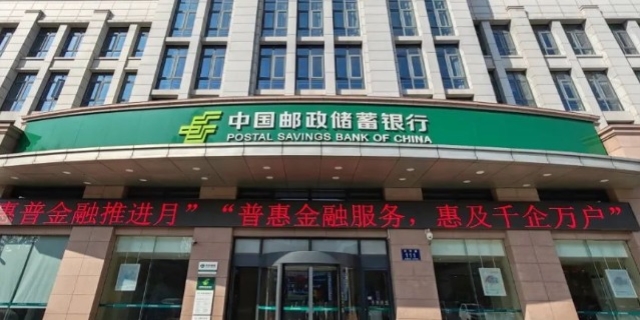 中国邮政储蓄银行
POSTAL SAVINGS BANK OF CHINA
惠普金融推进月”“普惠金融服务，惠及千企万户”